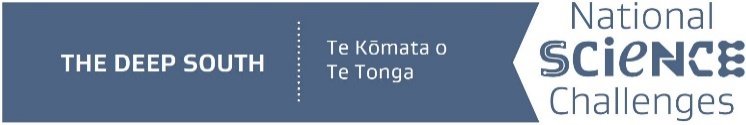 THE DEEP SOUTH
Te Kōmata o
Te Tonga
National
SCiENCE
Challenges